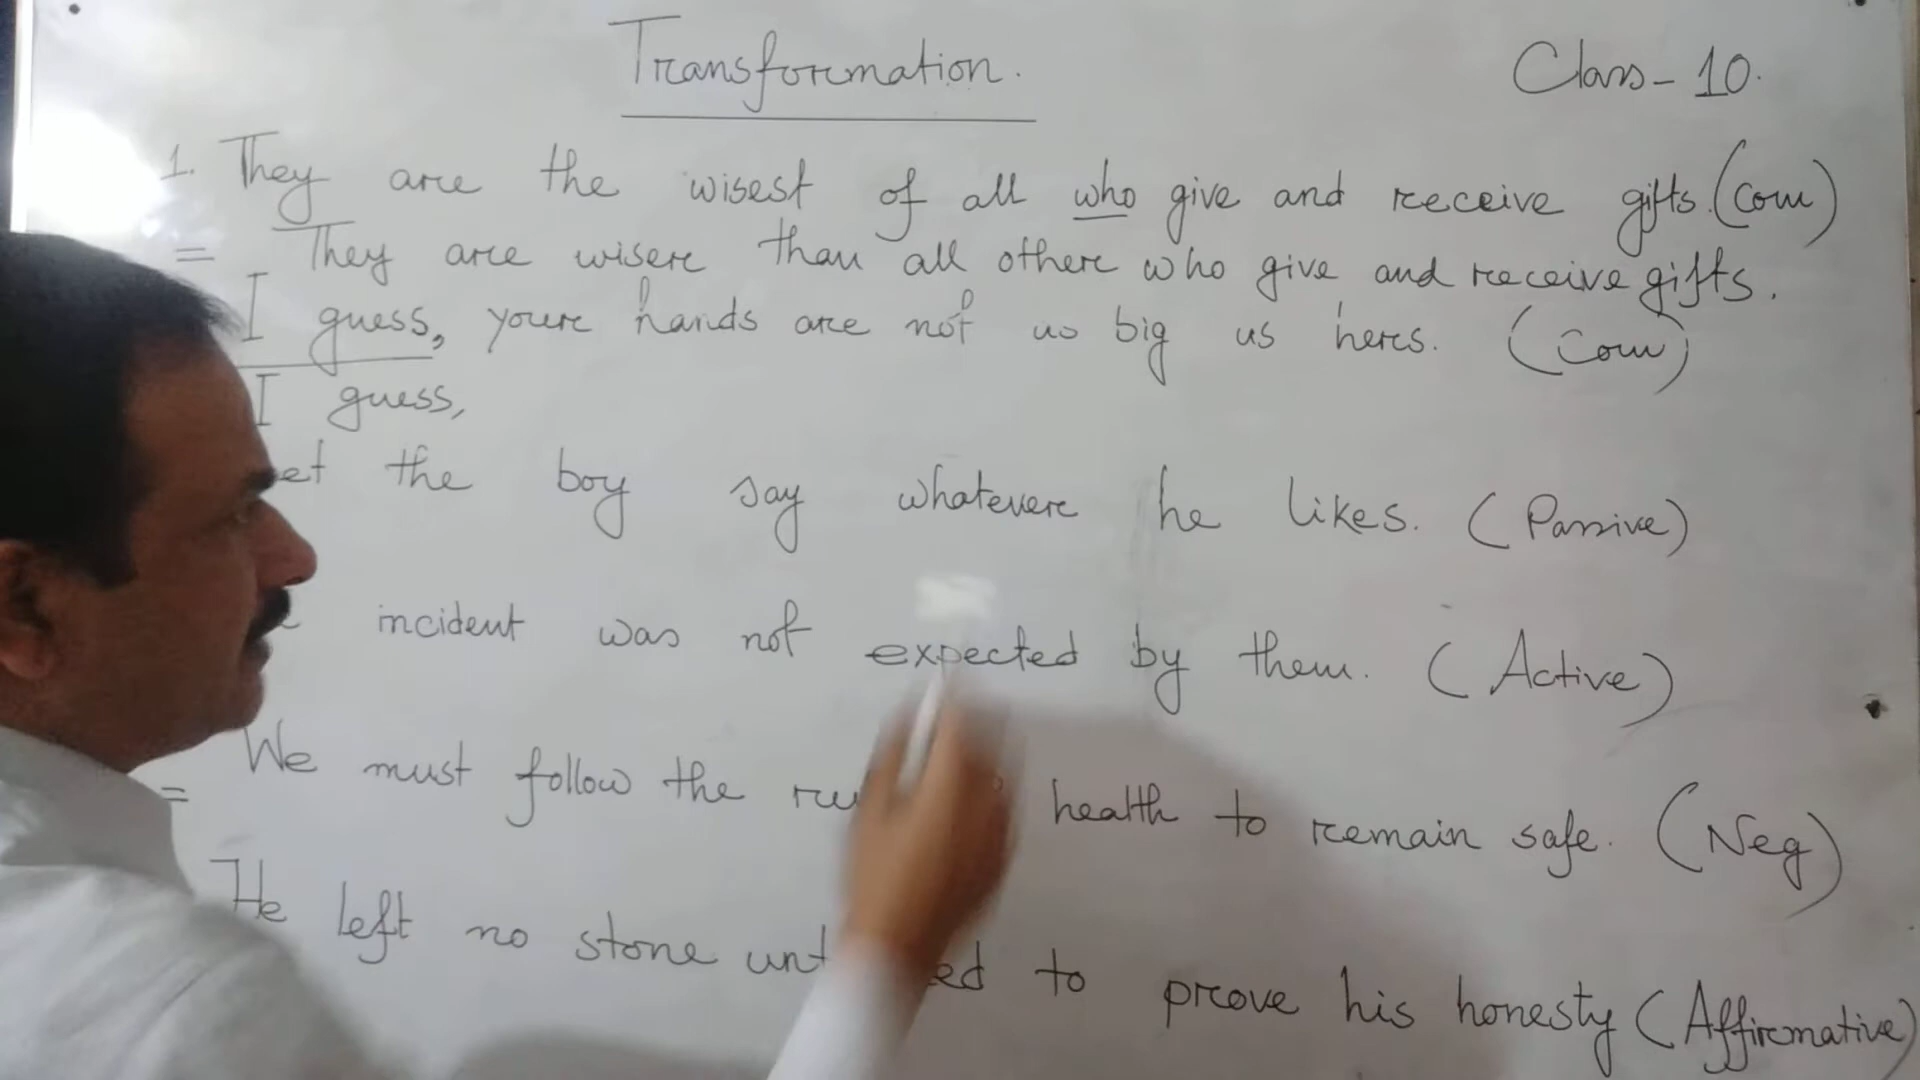 Transformation.
Class-10.
1. They are the wisest of all who give and receive gifts. (Com)
= They are wiser than all other who give and receive gifts.
I guess, your hands are not as big as hers. (Com)
I guess,
the boy say whatever he likes. (Passive)
incident was not expected by them. (Active)
We must follow the health to remain safe. (Neg)
=
He left no stone to prove his honesty (Affirmative)